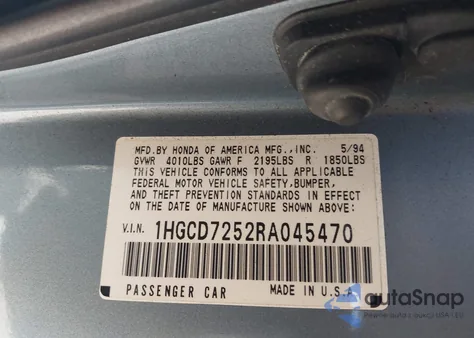 MFD.BY HONDA OF AMERICA MFG.,INC. 5/94
GVWR 4010LBS GAWR F 2195LBS R 1850LBS
THIS VEHICLE CONFORMS TO ALL APPLICABLE
FEDERAL MOTOR VEHICLE SAFETY,BUMPER,
AND THEFT PREVENTION STANDARDS IN EFFECT
ON THE DATE OF MANUFACTURE SHOWN ABOVE:
V.I.N. 1HGCD7252RA045470
PASSENGER CAR MADE IN U.S.A
autoSnap